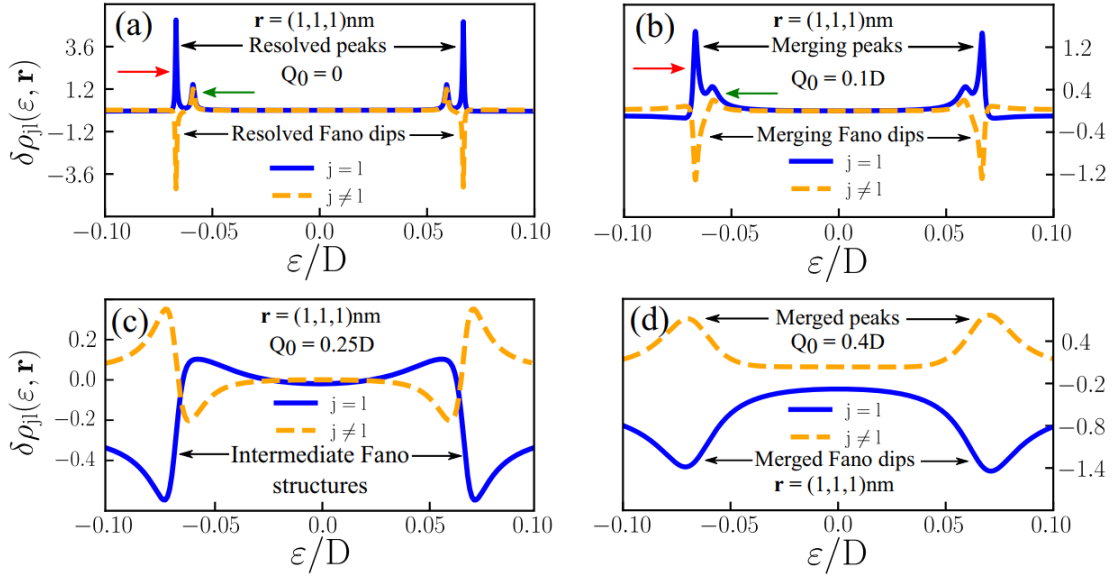 (a)
r = (1,1,1)nm
Resolved peaks
Q₀ = 0
Resolved Fano dips
j = l
j ≠ l
3.6
1.2
−1.2
−3.6
δρjl(ε, r)
−0.10
−0.05
0.0
0.05
0.10
ε/D
(b)
r = (1,1,1)nm
Merging peaks
Q₀ = 0.1D
Merging Fano dips
j = l
j ≠ l
1.2
0.4
−0.4
−1.2
−0.10
−0.05
0.00
0.05
0.10
ε/D
(c)
r = (1,1,1)nm
Q₀ = 0.25D
j = l
j ≠ l
Intermediate Fano
structures
0.2
0.0
−0.2
−0.4
δρjl(ε, r)
−0.10
−0.05
0.0
0.05
0.10
ε/D
(d)
Merged peaks
Q₀ = 0.4D
j = l
j ≠ l
Merged Fano dips
r = (1,1,1)nm
0.4
−0.2
−0.8
−1.4
−0.10
−0.05
0.00
0.05
0.10
ε/D